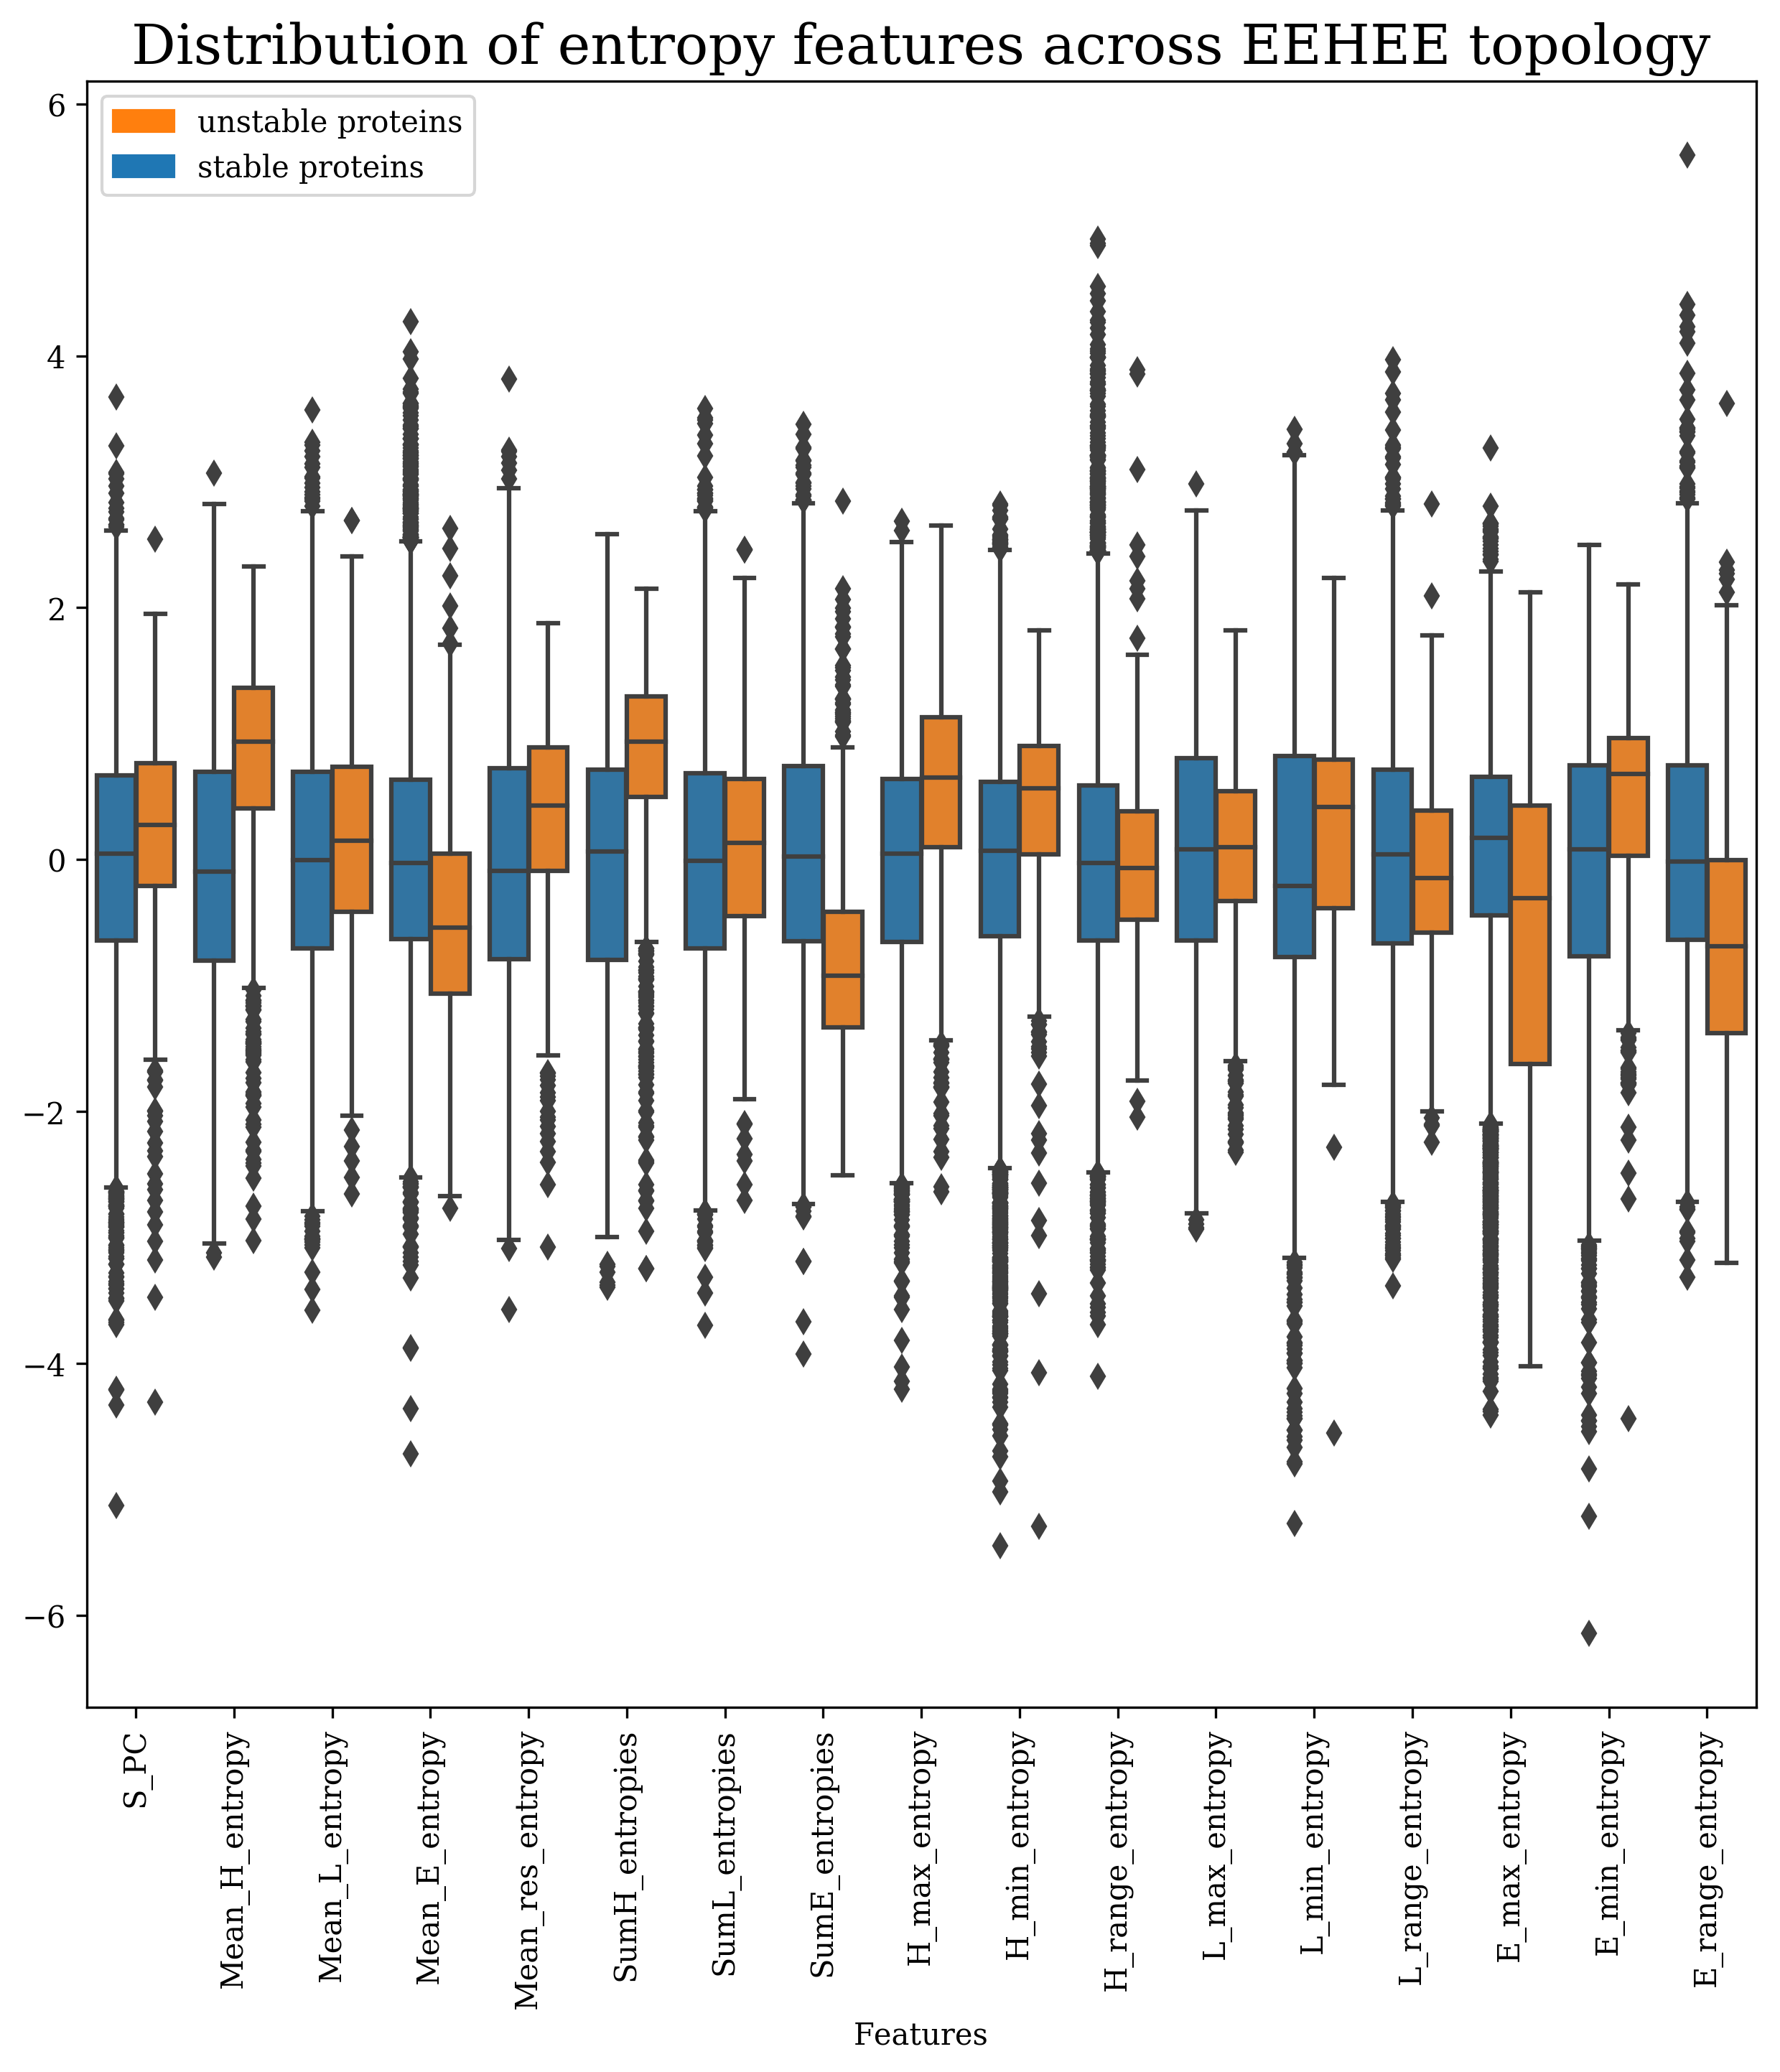 Distribution of entropy features across EEHEE topology
unstable proteins
stable proteins
6
4
2
0
−2
−4
−6
S_PC
Mean_H_entropy
Mean_L_entropy
Mean_E_entropy
Mean_res_entropy
SumH_entropies
SumL_entropies
SumE_entropies
H_max_entropy
H_min_entropy
H_range_entropy
L_max_entropy
L_min_entropy
L_range_entropy
E_max_entropy
E_min_entropy
E_range_entropy
Features